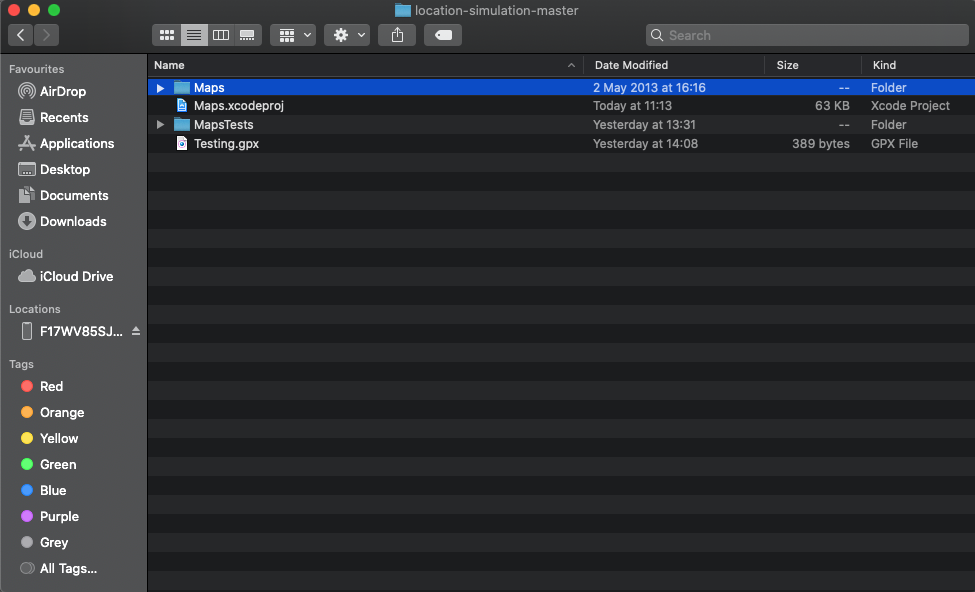 location-simulation-master
Search
Favourites
AirDrop
Recents
Applications
Desktop
Documents
Downloads
iCloud
iCloud Drive
Locations
F17WV85SJ...
Tags
Red
Orange
Yellow
Green
Blue
Purple
Grey
All Tags...
Name Date Modified Size Kind
Maps 2 May 2013 at 16:16 -- Folder
Maps.xcodeproj Today at 11:13 63 KB Xcode Project
MapsTests Yesterday at 13:31 -- Folder
Testing.gpx Yesterday at 14:08 389 bytes GPX File